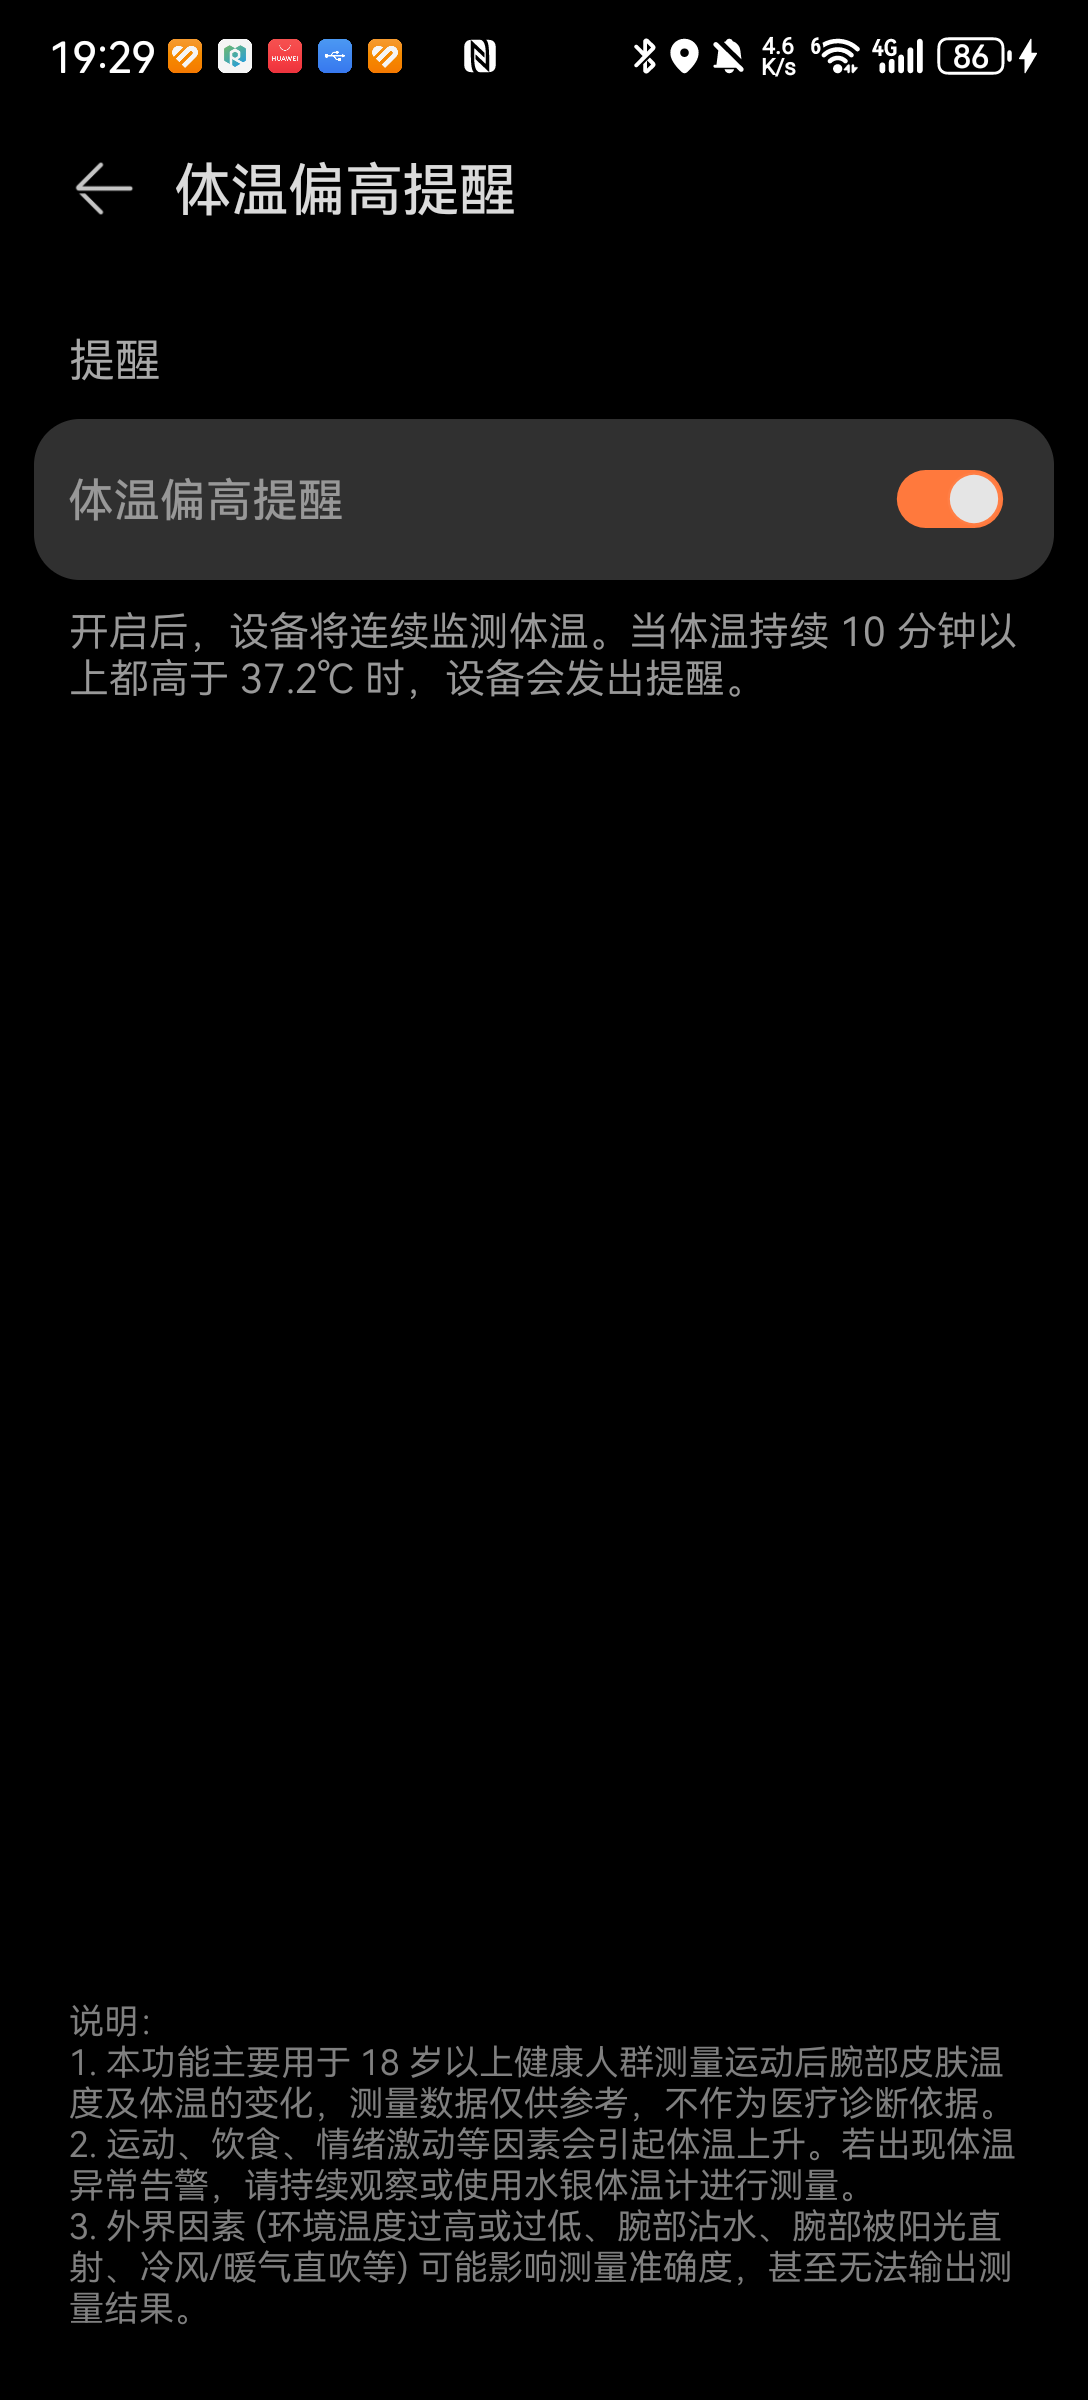 19:29
HUAWEI
4.6
K/s
6
4G
86
体温偏高提醒
提醒
体温偏高提醒
开启后，设备将连续监测体温。当体温持续 10 分钟以
上都高于 37.2℃ 时，设备会发出提醒。
说明：
1. 本功能主要用于 18 岁以上健康人群测量运动后腕部皮肤温
度及体温的变化，测量数据仅供参考，不作为医疗诊断依据。
2. 运动、饮食、情绪激动等因素会引起体温上升。若出现体温
异常告警，请持续观察或使用水银体温计进行测量。
3. 外界因素 (环境温度过高或过低、腕部沾水、腕部被阳光直
射、冷风/暖气直吹等) 可能影响测量准确度，甚至无法输出测
量结果。